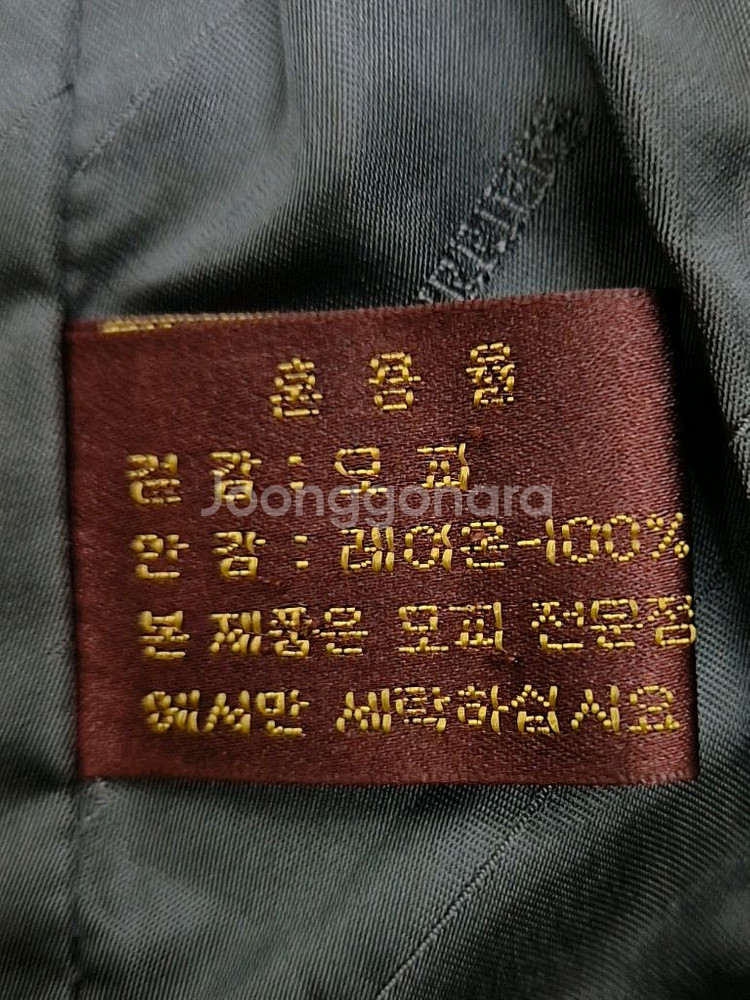 혼 용 율
겉 감 : 모 피
안 감 : 레이온-100%
본 제품은 모피 전문점
에서만 세탁하십시요
Joonggonara